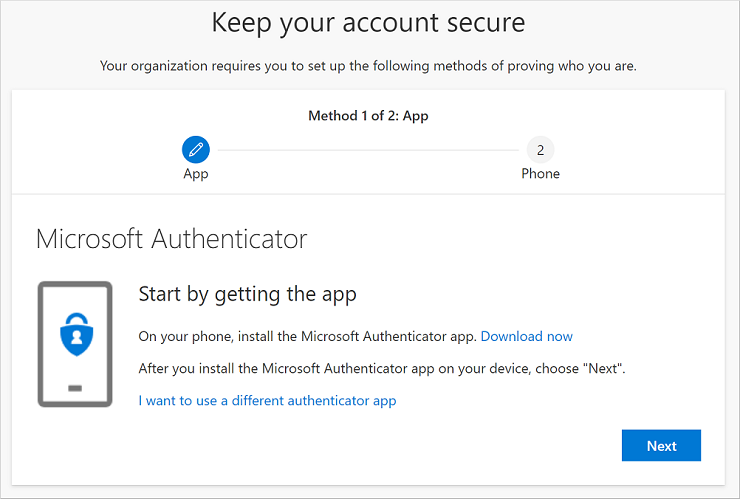 Keep your account secure
Your organization requires you to set up the following methods of proving who you are.
Method 1 of 2: App
2
App
Phone
Microsoft Authenticator
Start by getting the app
On your phone, install the Microsoft Authenticator app. Download now
After you install the Microsoft Authenticator app on your device, choose "Next".
I want to use a different authenticator app
Next